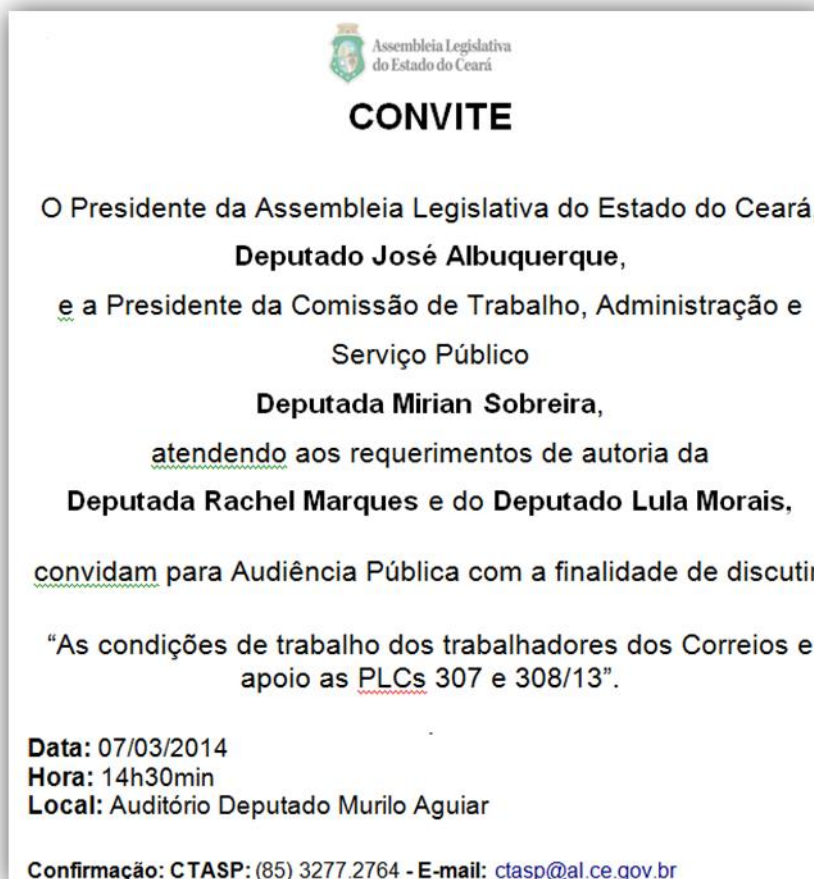 Assembleia Legislativa
do Estado do Ceará
CONVITE
O Presidente da Assembleia Legislativa do Estado do Ceará,
Deputado José Albuquerque,
e a Presidente da Comissão de Trabalho, Administração e
Serviço Público
Deputada Mirian Sobreira,
atendendo aos requerimentos de autoria da
Deputada Rachel Marques e do Deputado Lula Morais,
convidam para Audiência Pública com a finalidade de discutir
“As condições de trabalho dos trabalhadores dos Correios e
apoio as PLCs 307 e 308/13”.
Data: 07/03/2014
Hora: 14h30min
Local: Auditório Deputado Murilo Aguiar
Confirmação: CTASP: (85) 3277.2764 - E-mail: ctasp@al.ce.gov.br